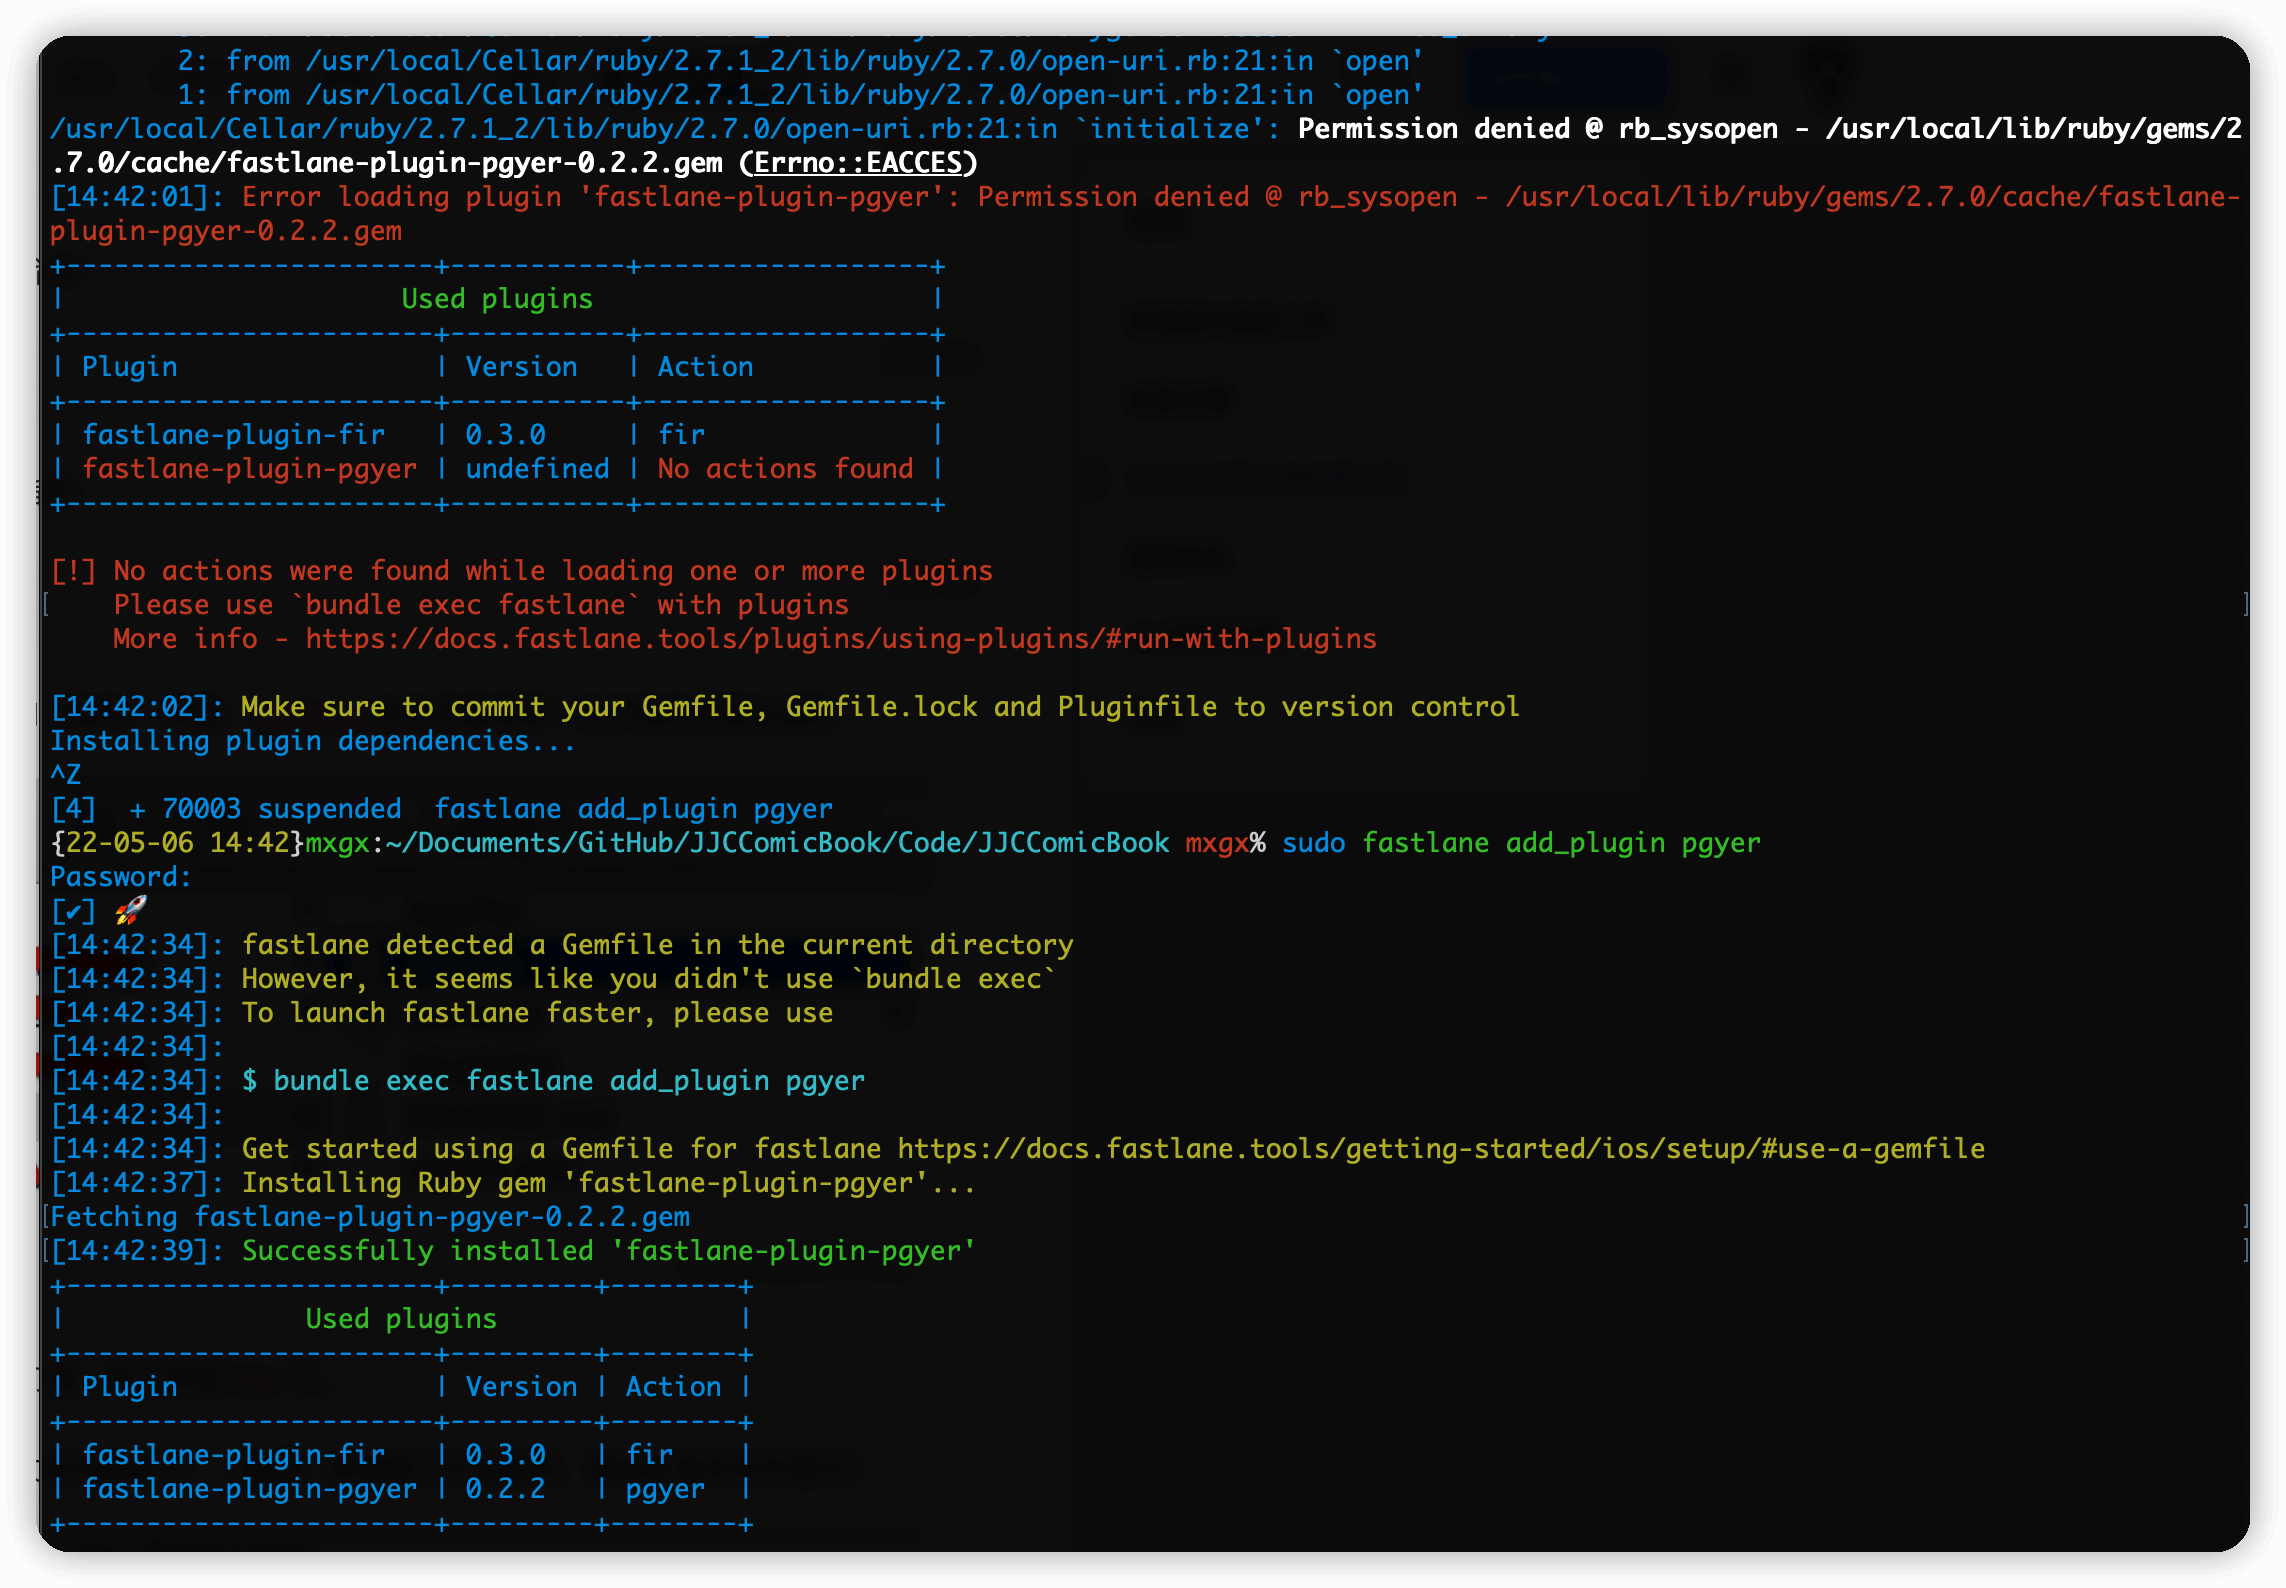 2: from /usr/local/Cellar/ruby/2.7.1_2/lib/ruby/2.7.0/open-uri.rb:21:in `open'
1: from /usr/local/Cellar/ruby/2.7.1_2/lib/ruby/2.7.0/open-uri.rb:21:in `open'
/usr/local/Cellar/ruby/2.7.1_2/lib/ruby/2.7.0/open-uri.rb:21:in `initialize': Permission denied @ rb_sysopen - /usr/local/lib/ruby/gems/2
.7.0/cache/fastlane-plugin-pgyer-0.2.2.gem (Errno::EACCES)
[14:42:01]: Error loading plugin 'fastlane-plugin-pgyer': Permission denied @ rb_sysopen - /usr/local/lib/ruby/gems/2.7.0/cache/fastlane-
plugin-pgyer-0.2.2.gem
+-----------------------+-----------+------------------+
| Used plugins |
+-----------------------+-----------+------------------+
| Plugin | Version | Action |
+-----------------------+-----------+------------------+
| fastlane-plugin-fir | 0.3.0 | fir |
| fastlane-plugin-pgyer | undefined | No actions found |
+-----------------------+-----------+------------------+
[!] No actions were found while loading one or more plugins
[ Please use `bundle exec fastlane` with plugins ]
More info - https://docs.fastlane.tools/plugins/using-plugins/#run-with-plugins
[14:42:02]: Make sure to commit your Gemfile, Gemfile.lock and Pluginfile to version control
Installing plugin dependencies...
^Z
[4] + 70003 suspended fastlane add_plugin pgyer
{22-05-06 14:42}mxgx:~/Documents/GitHub/JJCComicBook/Code/JJCComicBook mxgx% sudo fastlane add_plugin pgyer
Password:
[✔] 🚀
[14:42:34]: fastlane detected a Gemfile in the current directory
[14:42:34]: However, it seems like you didn't use `bundle exec`
[14:42:34]: To launch fastlane faster, please use
[14:42:34]:
[14:42:34]: $ bundle exec fastlane add_plugin pgyer
[14:42:34]:
[14:42:34]: Get started using a Gemfile for fastlane https://docs.fastlane.tools/getting-started/ios/setup/#use-a-gemfile
[14:42:37]: Installing Ruby gem 'fastlane-plugin-pgyer'...
[Fetching fastlane-plugin-pgyer-0.2.2.gem ]
[[14:42:39]: Successfully installed 'fastlane-plugin-pgyer' ]
+-----------------------+---------+--------+
| Used plugins |
+-----------------------+---------+--------+
| Plugin | Version | Action |
+-----------------------+---------+--------+
| fastlane-plugin-fir | 0.3.0 | fir |
| fastlane-plugin-pgyer | 0.2.2 | pgyer |
+-----------------------+---------+--------+